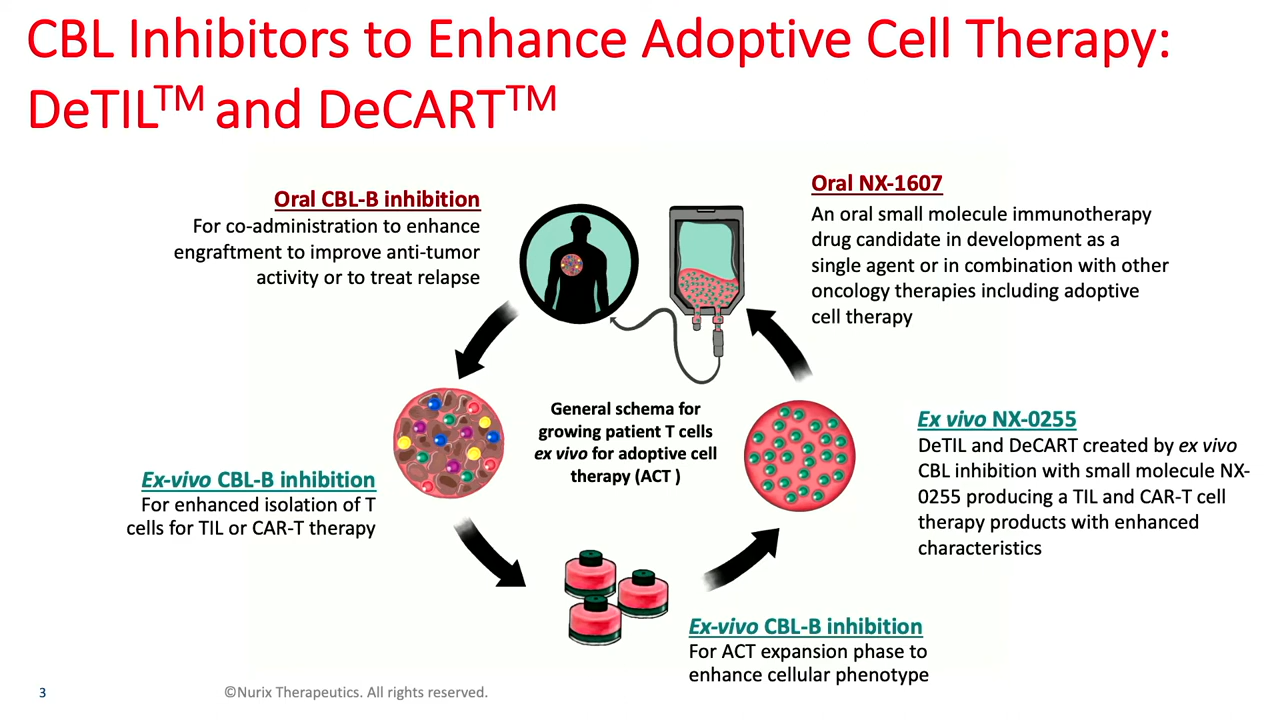 CBL Inhibitors to Enhance Adoptive Cell Therapy:
DeTIL™ and DeCART™
Oral CBL-B inhibition
For co-administration to enhance
engraftment to improve anti-tumor
activity or to treat relapse
Oral NX-1607
An oral small molecule immunotherapy
drug candidate in development as a
single agent or in combination with other
oncology therapies including adoptive
cell therapy
General schema for
growing patient T cells
ex vivo for adoptive cell
therapy (ACT )
Ex vivo NX-0255
DeTIL and DeCART created by ex vivo
CBL inhibition with small molecule NX-
0255 producing a TIL and CAR-T cell
therapy products with enhanced
characteristics
Ex-vivo CBL-B inhibition
For enhanced isolation of T
cells for TIL or CAR-T therapy
Ex-vivo CBL-B inhibition
For ACT expansion phase to
enhance cellular phenotype
3
©Nurix Therapeutics. All rights reserved.